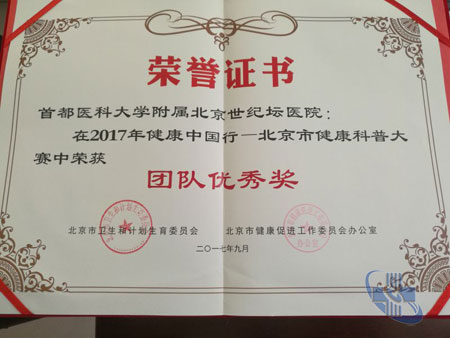 荣誉证书
首都医科大学附属北京世纪坛医院：
在2017年健康中国行—北京市健康科普大
赛中荣获
团队优秀奖
北京市卫生和计划生育委员会 北京市健康促进工作委员会办公室
二〇一七年九月